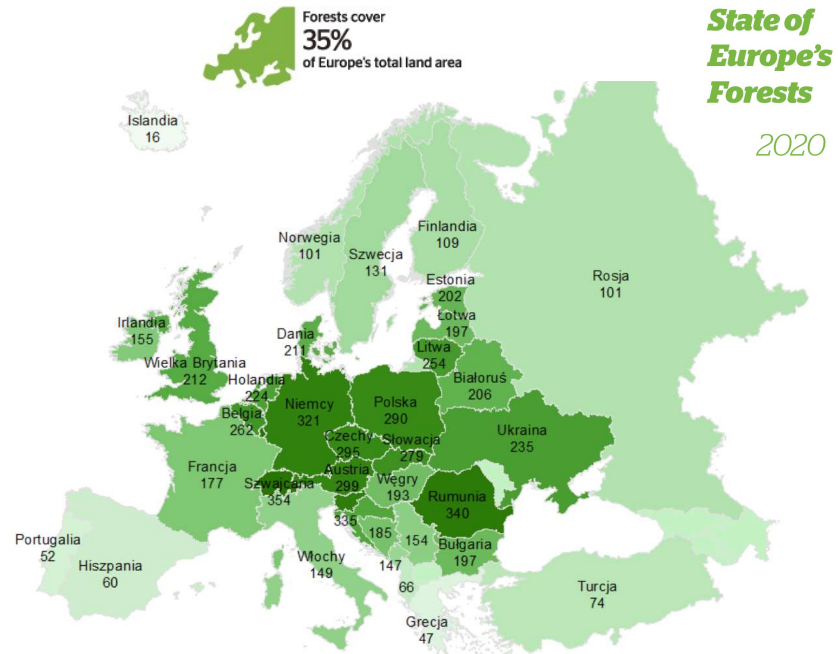 Forests cover
35%
of Europe's total land area
State of
Europe's
Forests
2020
Islandia
16
Norwegia
101
Szwecja
131
Finlandia
109
Rosja
101
Estonia
202
Łotwa
197
Litwa
254
Białoruś
206
Irlandia
155
Wielka Brytania
212
Dania
211
Holandia
224
Belgia
262
Niemcy
321
Polska
290
Czechy
295
Słowacja
279
Ukraina
235
Francja
177
Szwajcaria
354
Austria
299
Węgry
193
Rumunia
340
335
185
154
Bułgaria
197
147
66
Włochy
149
Portugalia
52
Hiszpania
60
Grecja
47
Turcja
74